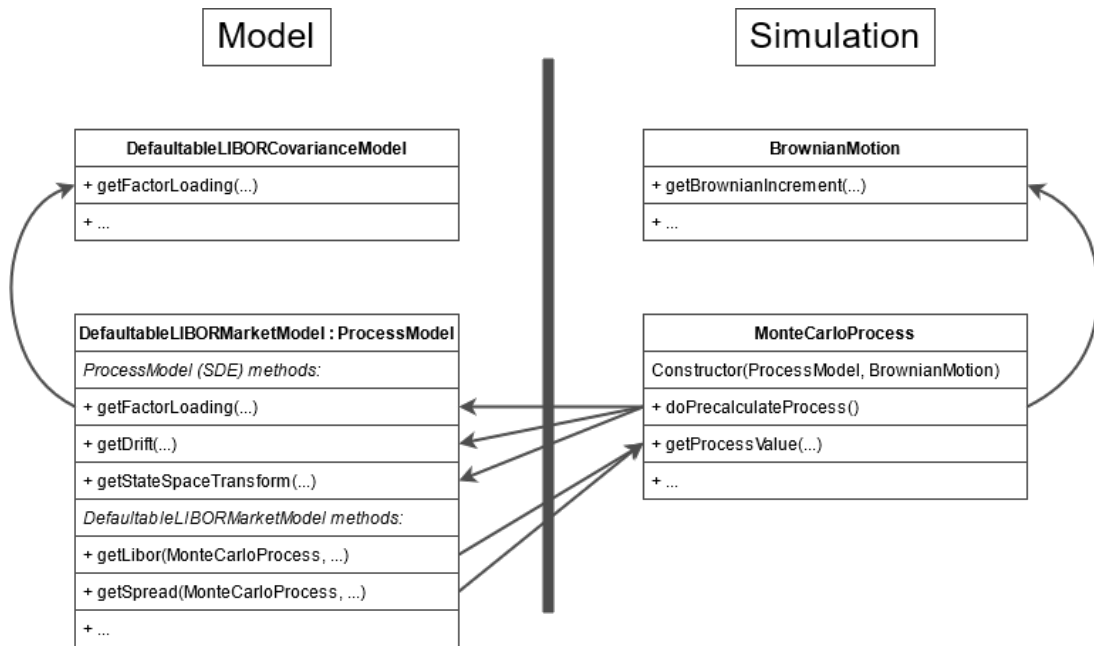 Model
Simulation
DefaultableLIBORCovarianceModel
+ getFactorLoading(...)
+ ...
BrownianMotion
+ getBrownianIncrement(...)
+ ...
DefaultableLIBORMarketModel : ProcessModel
ProcessModel (SDE) methods:
+ getFactorLoading(...)
+ getDrift(...)
+ getStateSpaceTransform(...)
DefaultableLIBORMarketModel methods:
+ getLibor(MonteCarloProcess, ...)
+ getSpread(MonteCarloProcess, ...)
+ ...
MonteCarloProcess
Constructor(ProcessModel, BrownianMotion)
+ doPrecalculateProcess()
+ getProcessValue(...)
+ ...